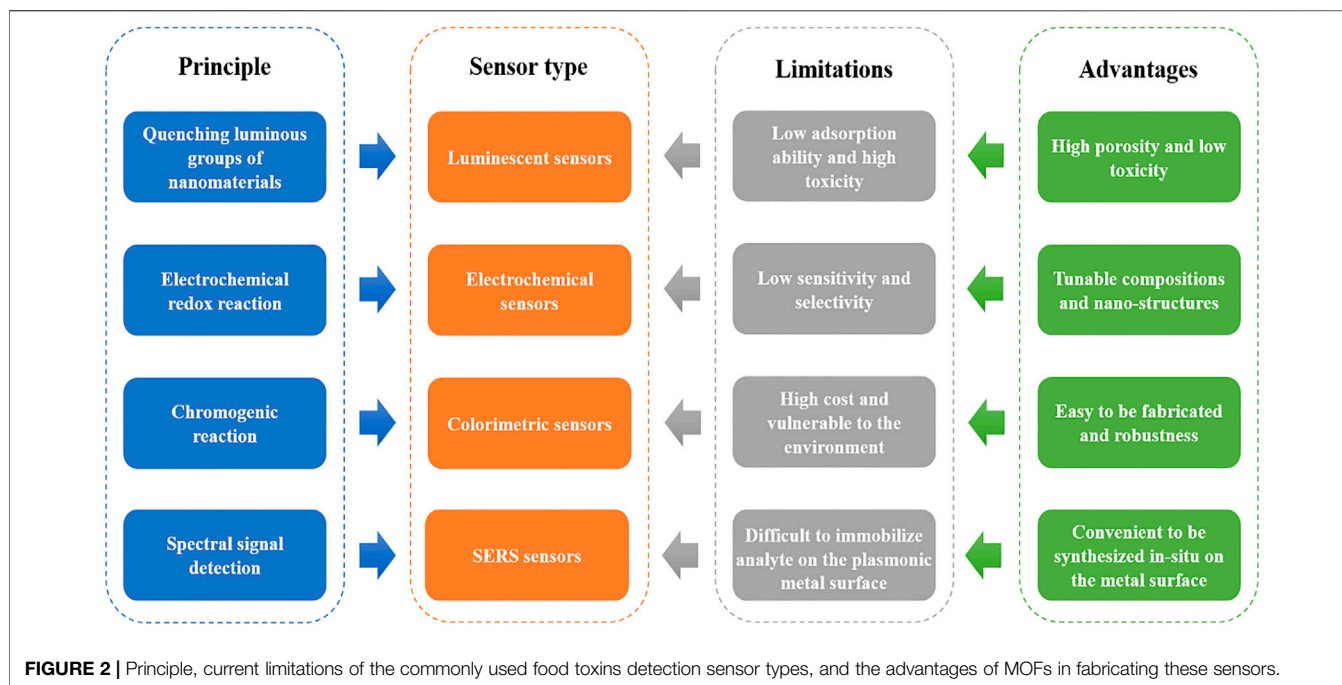 Principle
Sensor type
Limitations
Advantages
Quenching luminous
groups of
nanomaterials
Luminescent sensors
Low adsorption
ability and high
toxicity
High porosity and low
toxicity
Electrochemical
redox reaction
Electrochemical
sensors
Low sensitivity and
selectivity
Tunable compositions
and nano-structures
Chromogenic
reaction
Colorimetric sensors
High cost and
vulnerable to the
environment
Easy to be fabricated
and robustness
Spectral signal
detection
SERS sensors
Difficult to immobilize
analyte on the plasmonic
metal surface
Convenient to be
synthesized in-situ on
the metal surface
FIGURE 2 | Principle, current limitations of the commonly used food toxins detection sensor types, and the advantages of MOFs in fabricating these sensors.